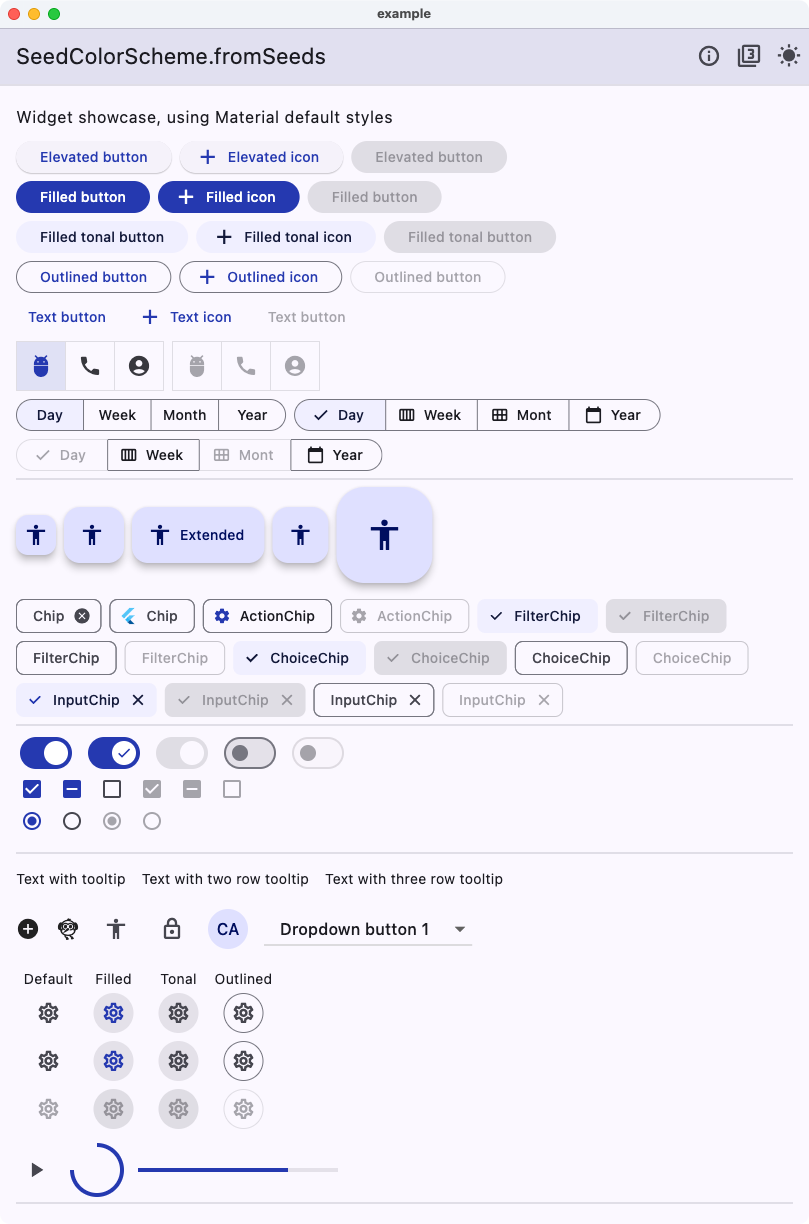 example
SeedColorScheme.fromSeeds 3
Widget showcase, using Material default styles
Elevated button Elevated icon Elevated button
Filled button Filled icon Filled button
Filled tonal button Filled tonal icon Filled tonal button
Outlined button Outlined icon Outlined button
Text button Text icon Text button
Day Week Month Year Day Week Mont Year
Day Week Mont Year
Extended
Chip Chip ActionChip ActionChip FilterChip FilterChip
FilterChip FilterChip ChoiceChip ChoiceChip ChoiceChip ChoiceChip
InputChip InputChip InputChip InputChip
Text with tooltip Text with two row tooltip Text with three row tooltip
CA Dropdown button 1
Default Filled Tonal Outlined